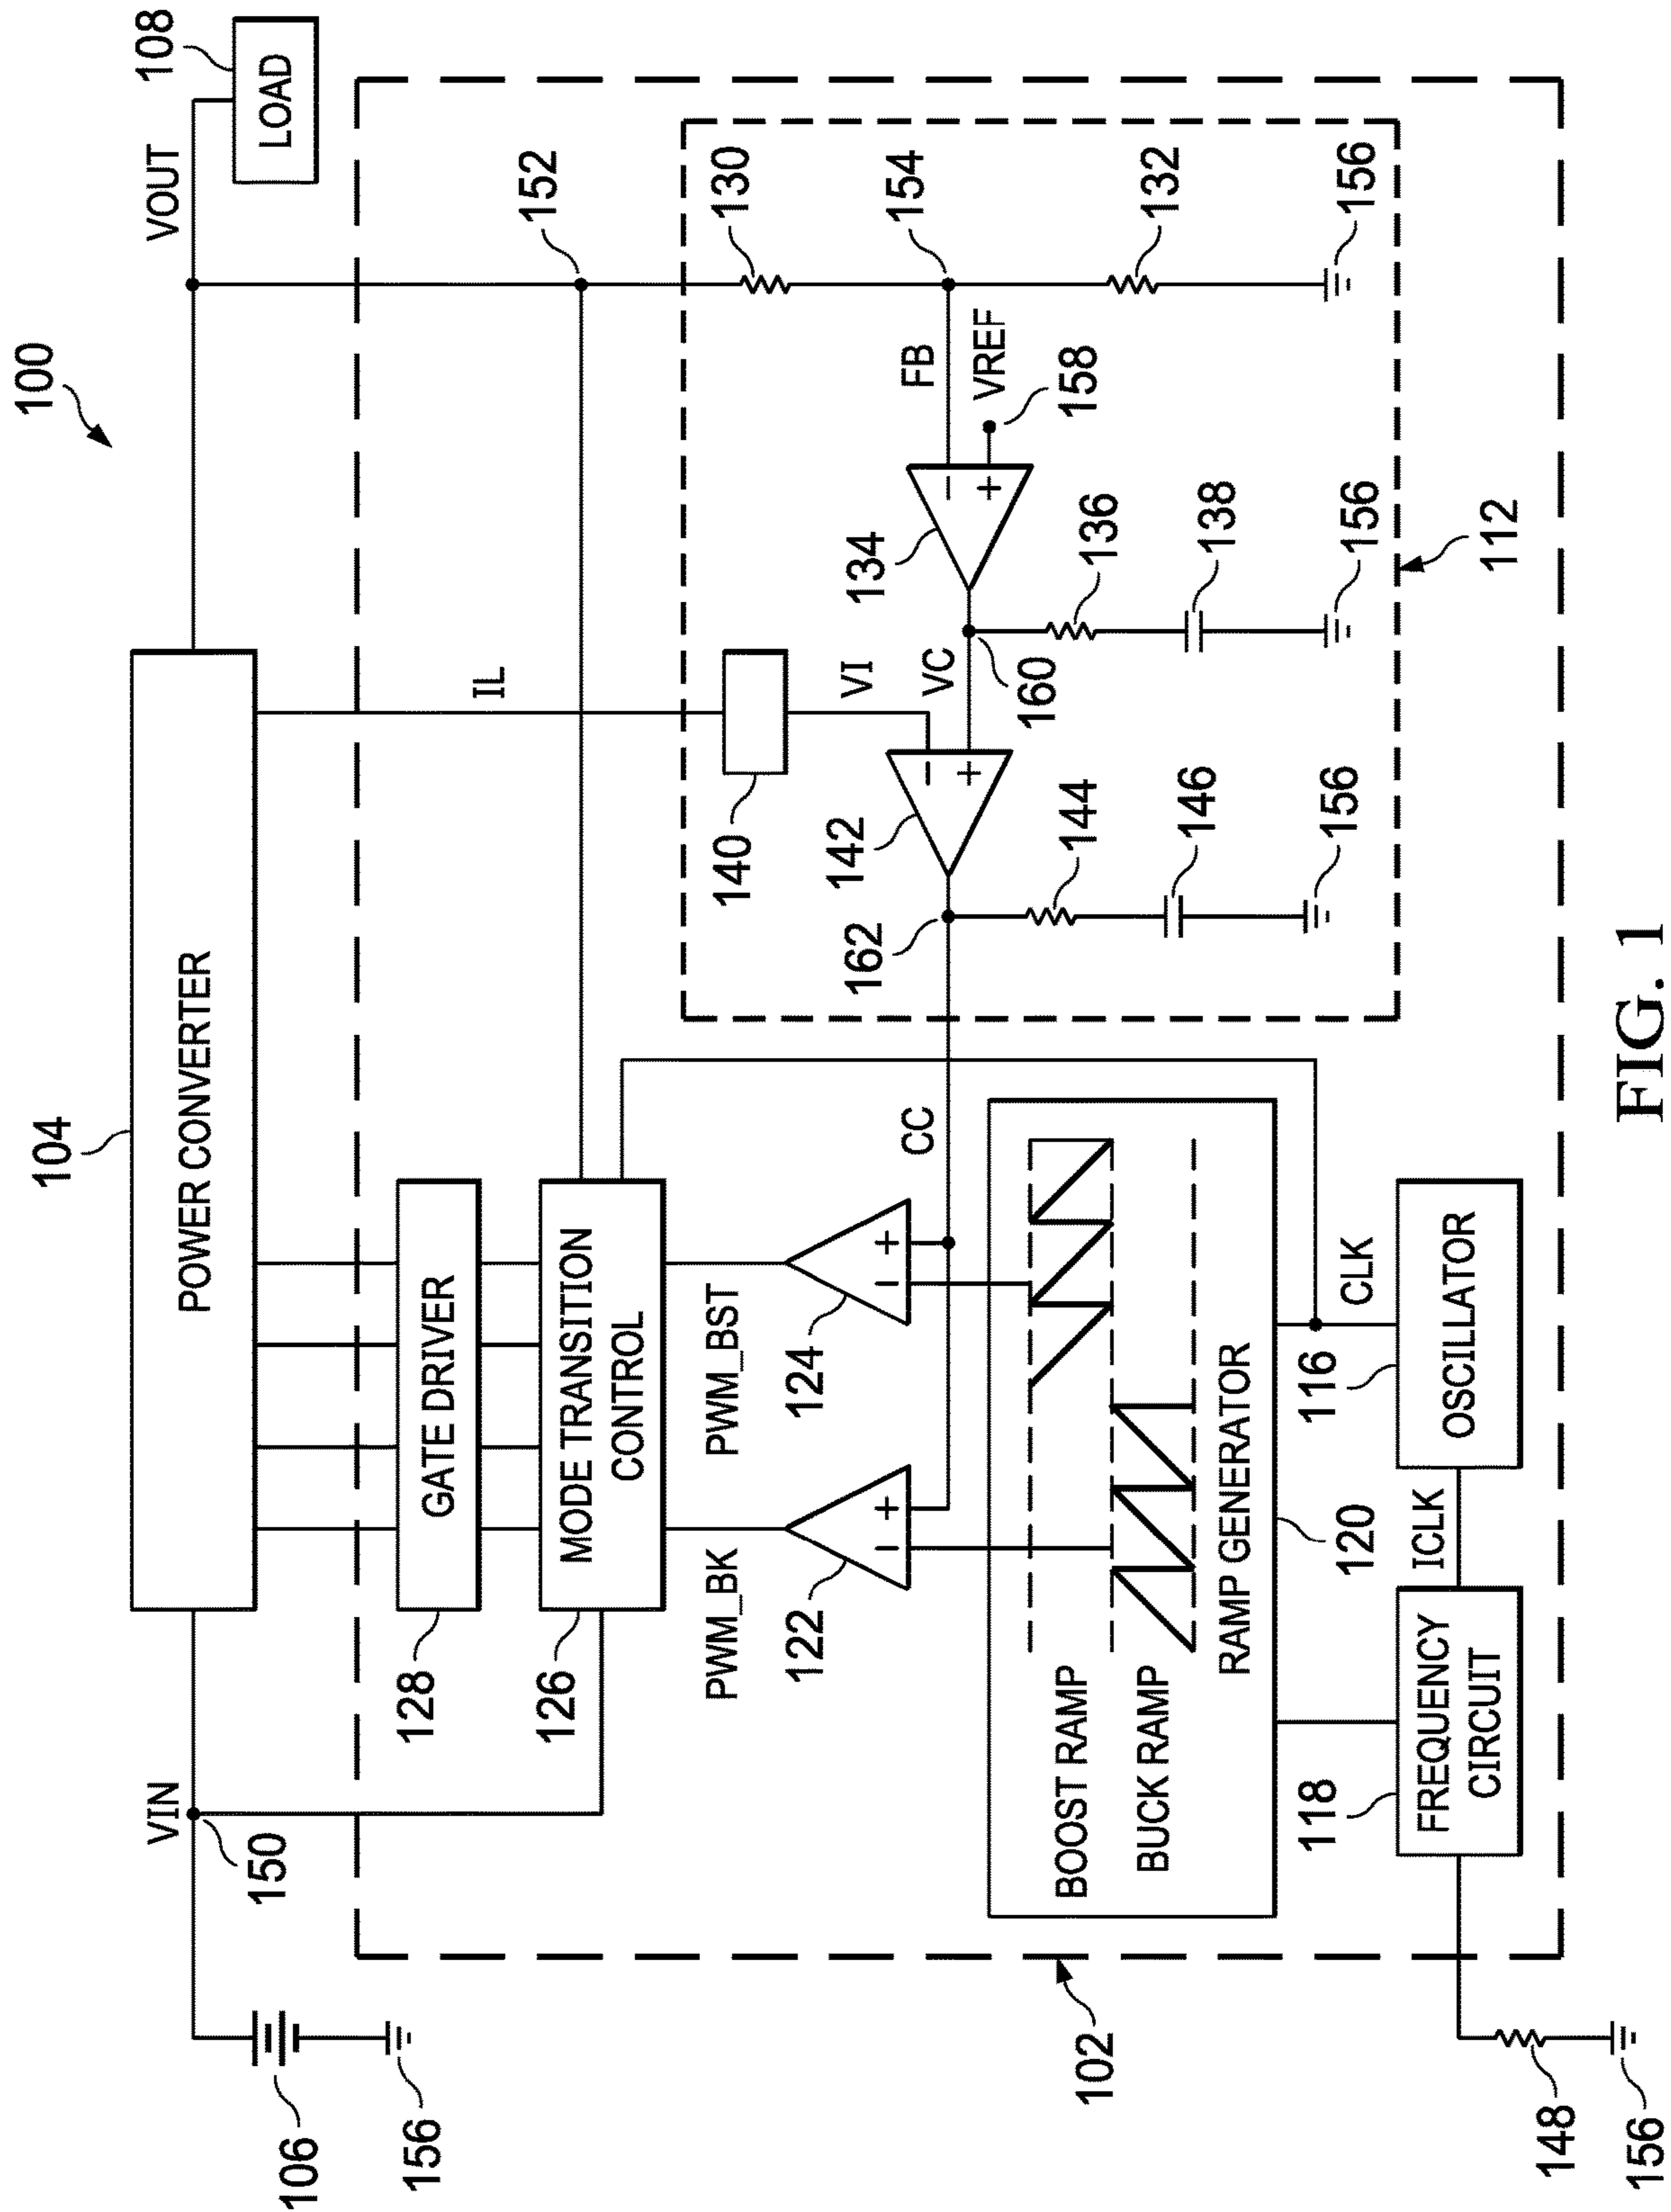 100
104
108
VIN
150
POWER CONVERTER
VOUT
LOAD
106
156
128
GATE DRIVER
IL
152
126
MODE TRANSITION
CONTROL
PWM_BK
PWM_BST
140
130
122
124
VI
142
134
FB
154
CC
162
VC
VREF
160
158
BOOST RAMP
144
136
132
BUCK RAMP
146
138
RAMP GENERATOR
156
156
156
102
118
120
116
CLK
112
FREQUENCY
CIRCUIT
ICLK
OSCILLATOR
148
156
FIG. 1
− +
− +
− +
− +